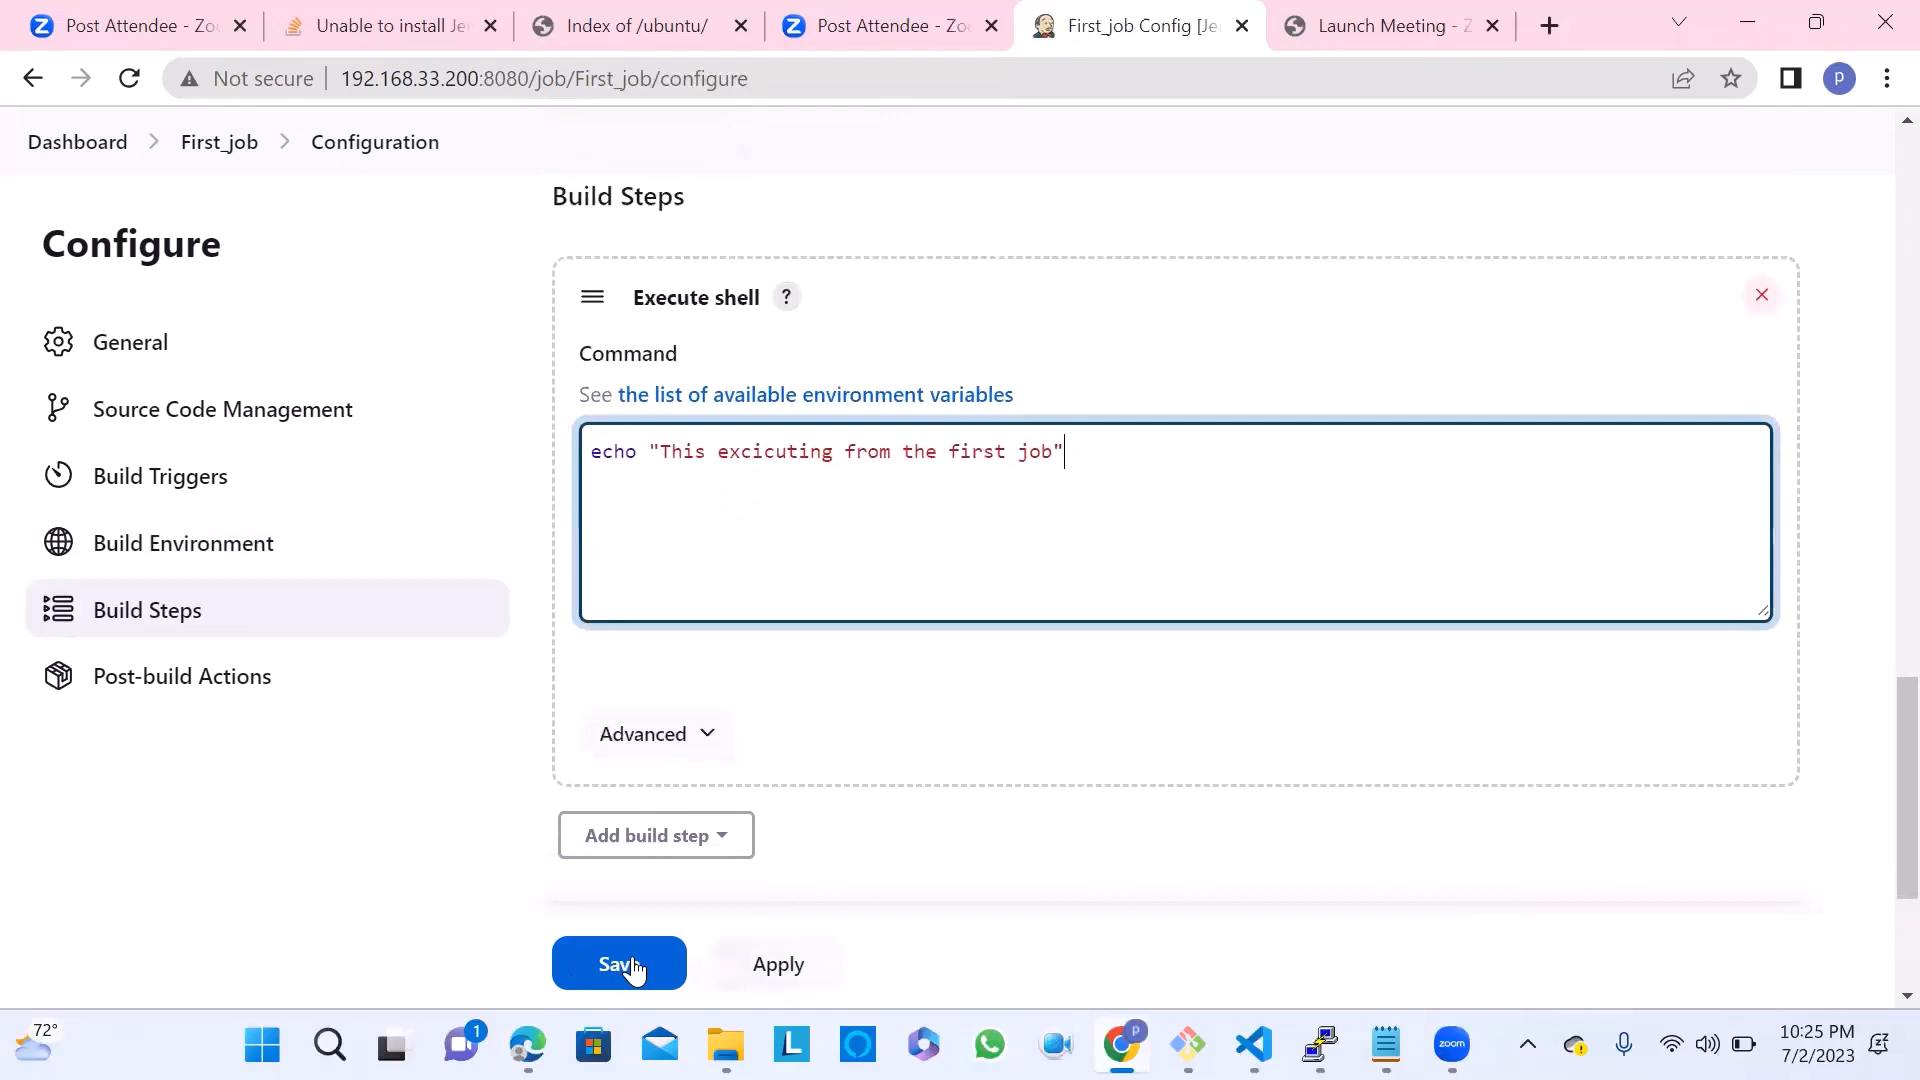 Post Attendee - Zo
Unable to install Je
Index of /ubuntu/
Post Attendee - Zo
First_job Config [Je
Launch Meeting - Z
Not secure
192.168.33.200:8080/job/First_job/configure
P
Dashboard
First_job
Configuration
Build Steps
Configure
Execute shell ?
Command
General
See the list of available environment variables
Source Code Management
echo "This excicuting from the first job"
Build Triggers
Build Environment
Build Steps
Post-build Actions
Advanced
Add build step
Save
Apply
72°
1
L
P
zoom
10:25 PM
7/2/2023